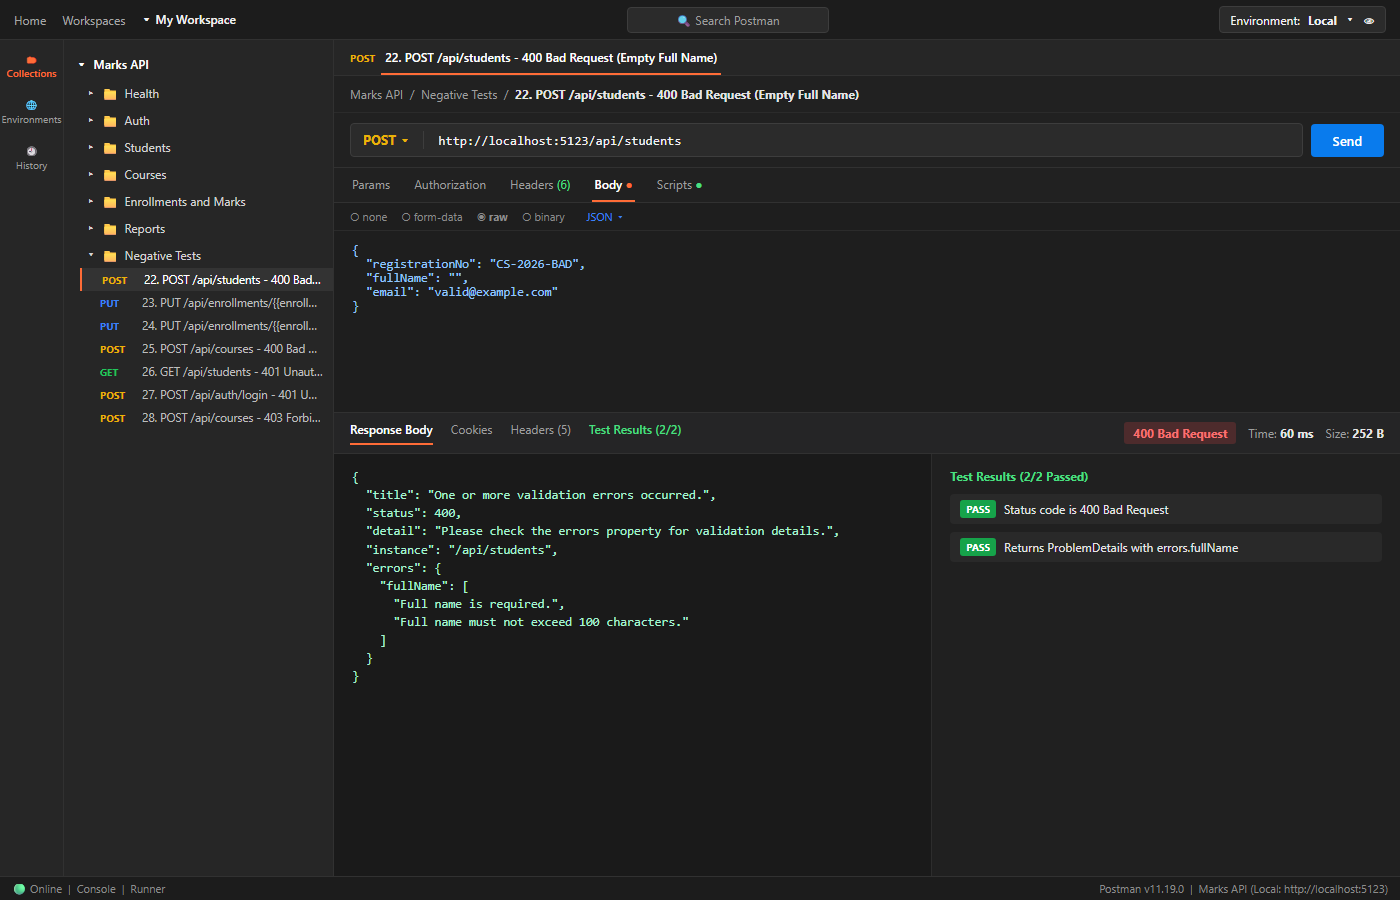 Home Workspaces My Workspace
Search Postman
Environment: Local
Collections
Environments
History
Marks API
Health
Auth
Students
Courses
Enrollments and Marks
Reports
Negative Tests
POST 22. POST /api/students - 400 Bad...
PUT 23. PUT /api/enrollments/{{enroll...
PUT 24. PUT /api/enrollments/{{enroll...
POST 25. POST /api/courses - 400 Bad ...
GET 26. GET /api/students - 401 Unaut...
POST 27. POST /api/auth/login - 401 U...
POST 28. POST /api/courses - 403 Forbi...
POST 22. POST /api/students - 400 Bad Request (Empty Full Name)
Marks API / Negative Tests / 22. POST /api/students - 400 Bad Request (Empty Full Name)
POST http://localhost:5123/api/students
Send
Params Authorization Headers (6) Body Scripts
none form-data raw binary JSON
{
"registrationNo": "CS-2026-BAD",
"fullName": "",
"email": "valid@example.com"
}
Response Body Cookies Headers (5) Test Results (2/2)
400 Bad Request Time: 60 ms Size: 252 B
{
"title": "One or more validation errors occurred.",
"status": 400,
"detail": "Please check the errors property for validation details.",
"instance": "/api/students",
"errors": {
"fullName": [
"Full name is required.",
"Full name must not exceed 100 characters."
]
}
}
Test Results (2/2 Passed)
PASS Status code is 400 Bad Request
PASS Returns ProblemDetails with errors.fullName
Online | Console | Runner
Postman v11.19.0 | Marks API (Local: http://localhost:5123)